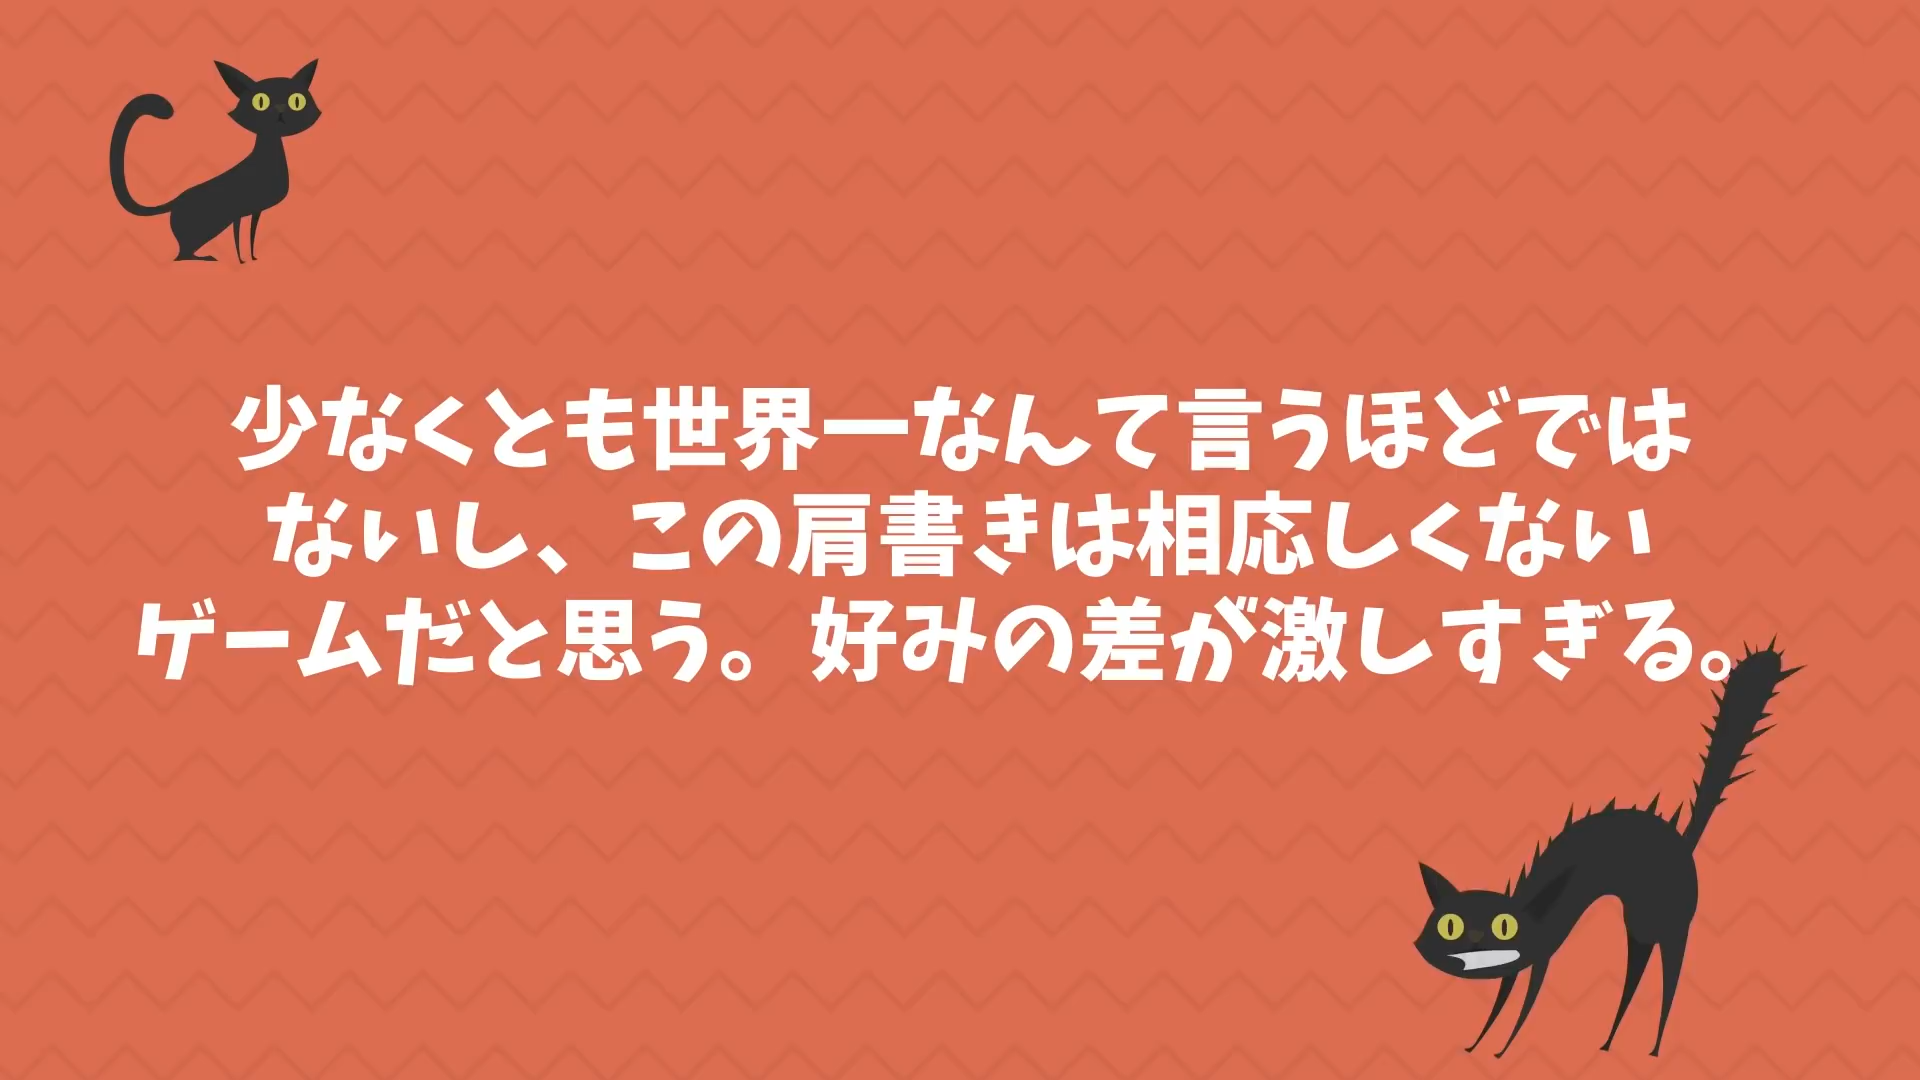 少なくとも世界一なんて言うほどでは
ないし、この肩書きは相応しくない
ゲームだと思う。好みの差が激しすぎる。